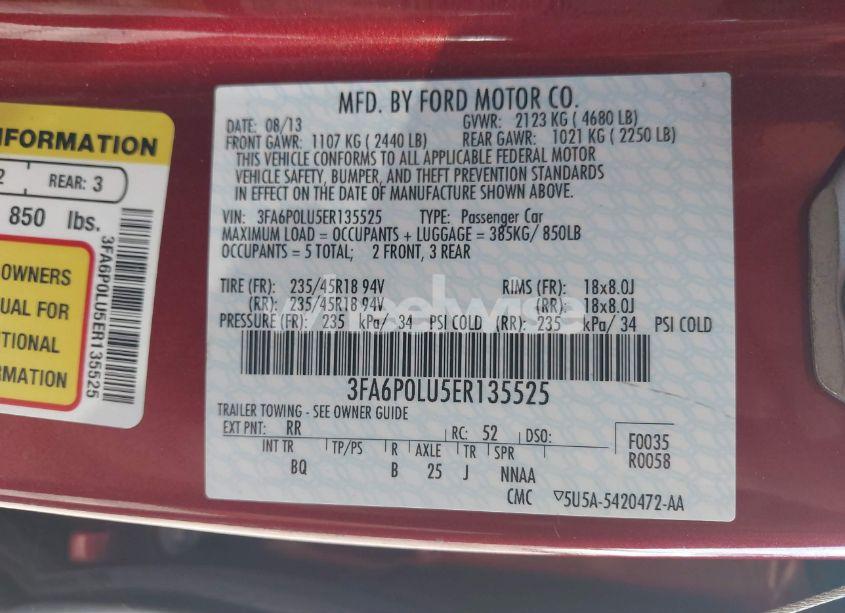 NFORMATION
2
REAR: 3
850 lbs.
OWNERS
UAL FOR
TIONAL
RMATION
3FA6P0LU5ER135525
MFD. BY FORD MOTOR CO.
DATE: 08/13 GVWR: 2123 KG ( 4680 LB)
FRONT GAWR: 1107 KG ( 2440 LB) REAR GAWR: 1021 KG ( 2250 LB)
THIS VEHICLE CONFORMS TO ALL APPLICABLE FEDERAL MOTOR
VEHICLE SAFETY, BUMPER, AND THEFT PREVENTION STANDARDS
IN EFFECT ON THE DATE OF MANUFACTURE SHOWN ABOVE.
VIN: 3FA6P0LU5ER135525 TYPE: Passenger Car
MAXIMUM LOAD = OCCUPANTS + LUGGAGE = 385KG/ 850LB
OCCUPANTS = 5 TOTAL; 2 FRONT, 3 REAR
TIRE (FR): 235/45R18 94V RIMS (FR): 18x8.0J
(RR): 235/45R18 94V (RR): 18x8.0J
PRESSURE (FR): 235 kPa/ 34 PSI COLD (RR): 235 kPa/ 34 PSI COLD
3FA6P0LU5ER135525
TRAILER TOWING - SEE OWNER GUIDE
EXT PNT: RR RC: 52 DSO: F0035
INT TR TP/PS R AXLE TR SPR R0058
BQ B 25 J NNAA
CMC 5U5A-5420472-AA